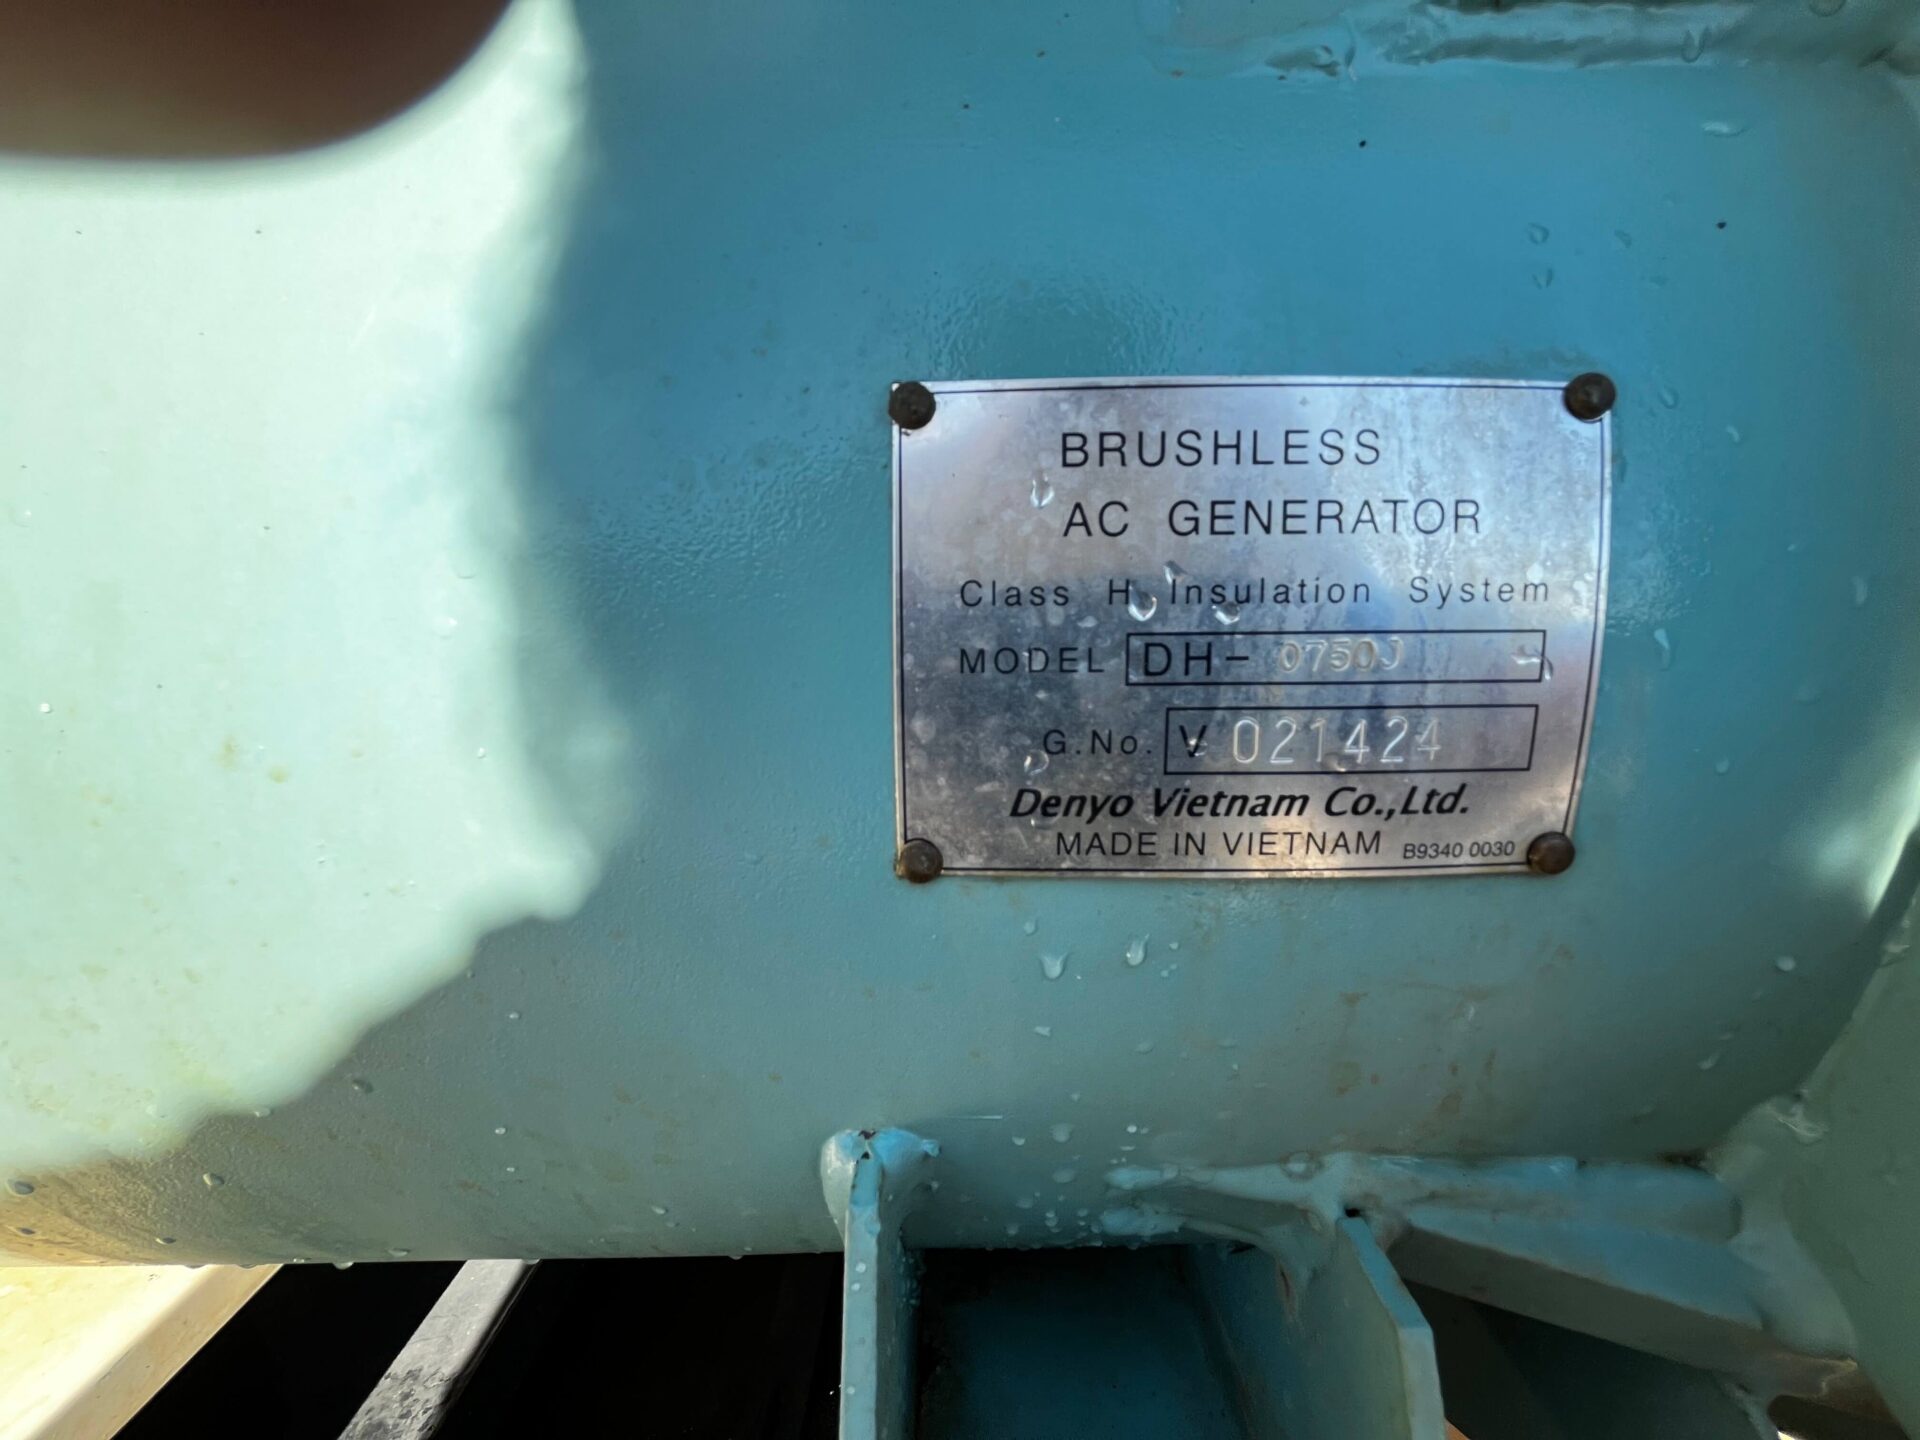 BRUSHLESS
AC GENERATOR
Class H Insulation System
MODEL DH- 0750J
G.No. V 021424
Denyo Vietnam Co.,Ltd.
MADE IN VIETNAM B9340 0030